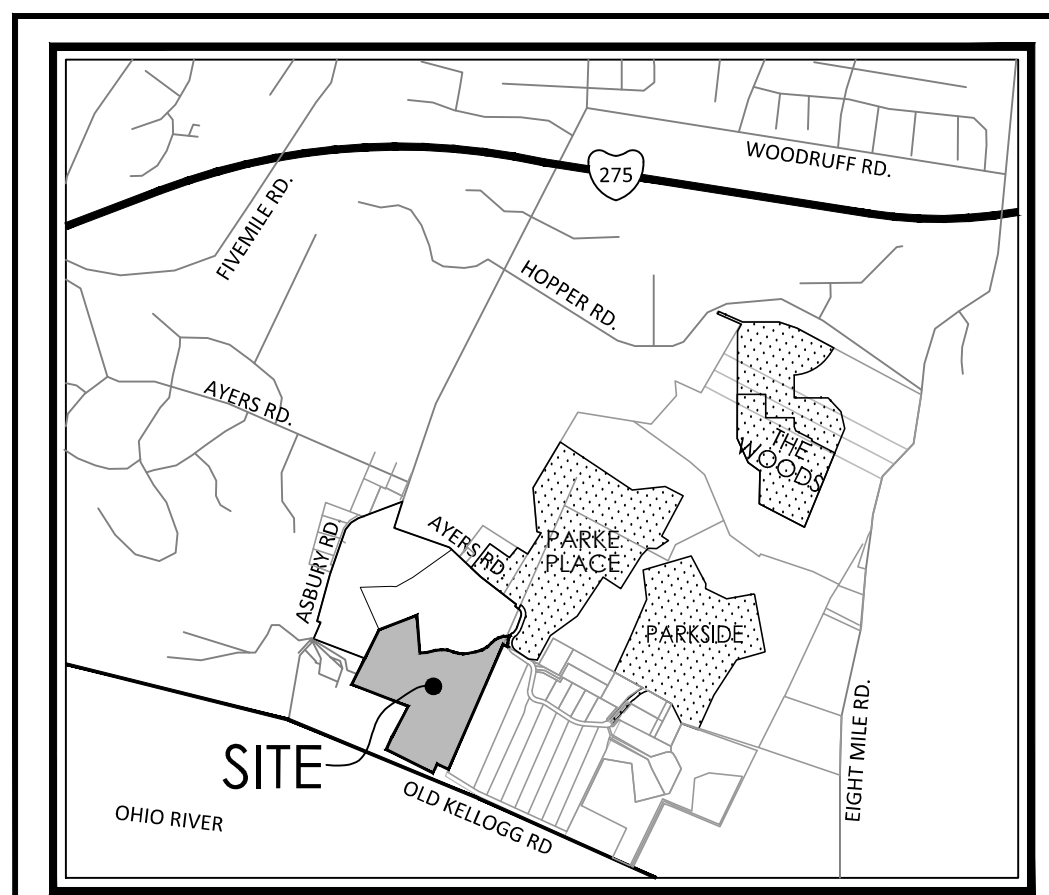 WOODRUFF RD.
275
FIVEMILE RD.
HOPPER RD.
AYERS RD.
THE
WOODS
ASBURY RD.
AYERS RD.
PARKE
PLACE
PARKSIDE
EIGHT MILE RD.
SITE
OLD KELLOGG RD
OHIO RIVER